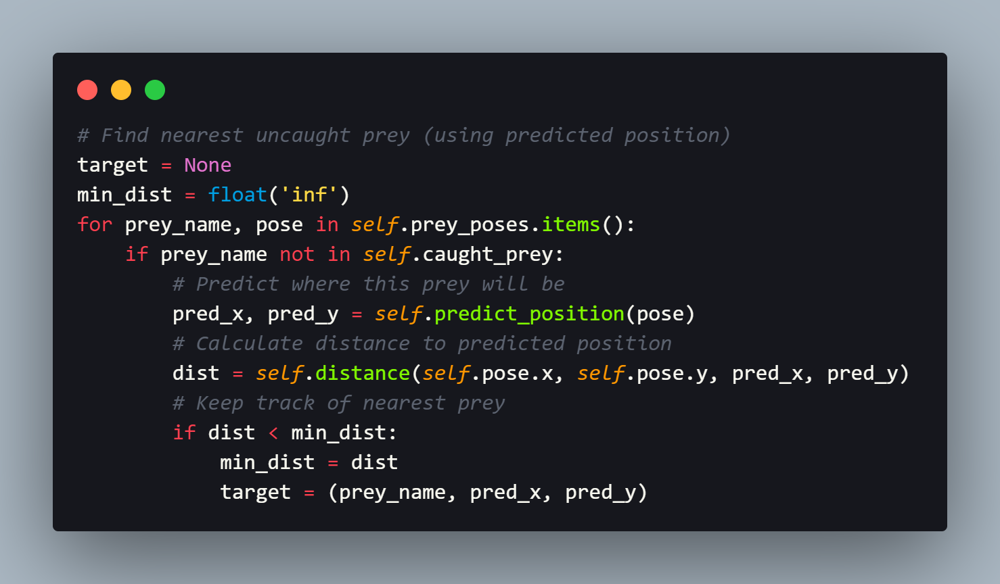 # Find nearest uncaught prey (using predicted position)
target = None
min_dist = float('inf')
for prey_name, pose in self.prey_poses.items():
    if prey_name not in self.caught_prey:
        # Predict where this prey will be
        pred_x, pred_y = self.predict_position(pose)
        # Calculate distance to predicted position
        dist = self.distance(self.pose.x, self.pose.y, pred_x, pred_y)
        # Keep track of nearest prey
        if dist < min_dist:
            min_dist = dist
            target = (prey_name, pred_x, pred_y)